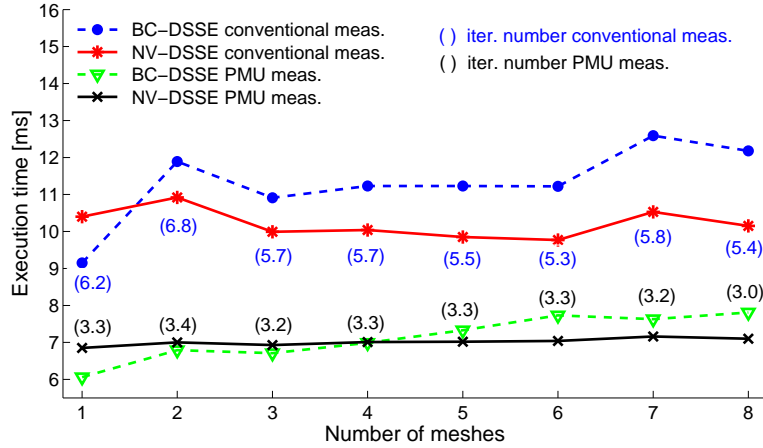 16
15
14
13
12
11
10
9
8
7
6
Execution time [ms]
BC-DSSE conventional meas.
NV-DSSE conventional meas.
BC-DSSE PMU meas.
NV-DSSE PMU meas.
( ) iter. number conventional meas.
( ) iter. number PMU meas.
(6.2) (6.8) (5.7) (5.7) (5.5) (5.3) (5.8) (5.4)
(3.3) (3.4) (3.2) (3.3) (3.3) (3.3) (3.2) (3.0)
1 2 3 4 5 6 7 8
Number of meshes